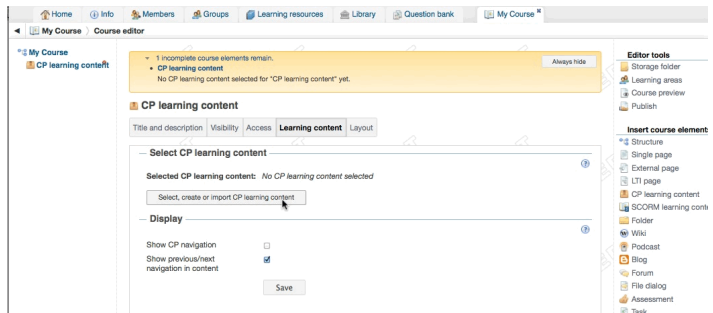 Home Info Members Groups Learning resources Library Question bank My Course
My Course Course editor
My Course
CP learning content
1 incomplete course elements remain.
CP learning content
No CP learning content selected for "CP learning content" yet.
Always hide
CP learning content
Title and description Visibility Access Learning content Layout
Select CP learning content
Selected CP learning content: No CP learning content selected
Select, create or import CP learning content
Display
Show CP navigation
Show previous/next
navigation in content
Save
Editor tools
Storage folder
Learning areas
Course preview
Publish
Insert course elements
Structure
Single page
External page
LTI page
CP learning content
SCORM learning conte
Folder
Wiki
Podcast
Blog
Forum
File dialog
Assessment
Task